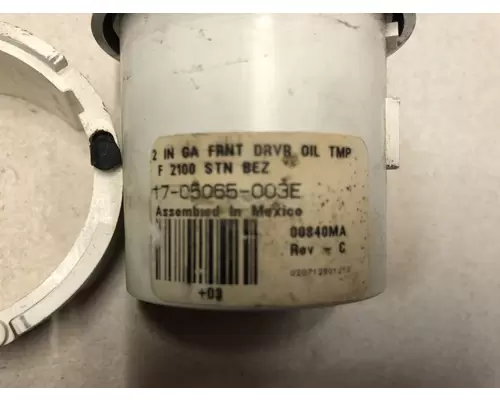 2 IN GA FRNT DRVR OIL TMP
F 2100 STN BEZ
17-05065-003E
Assembled in Mexico
00840MA
Rev - C
+03